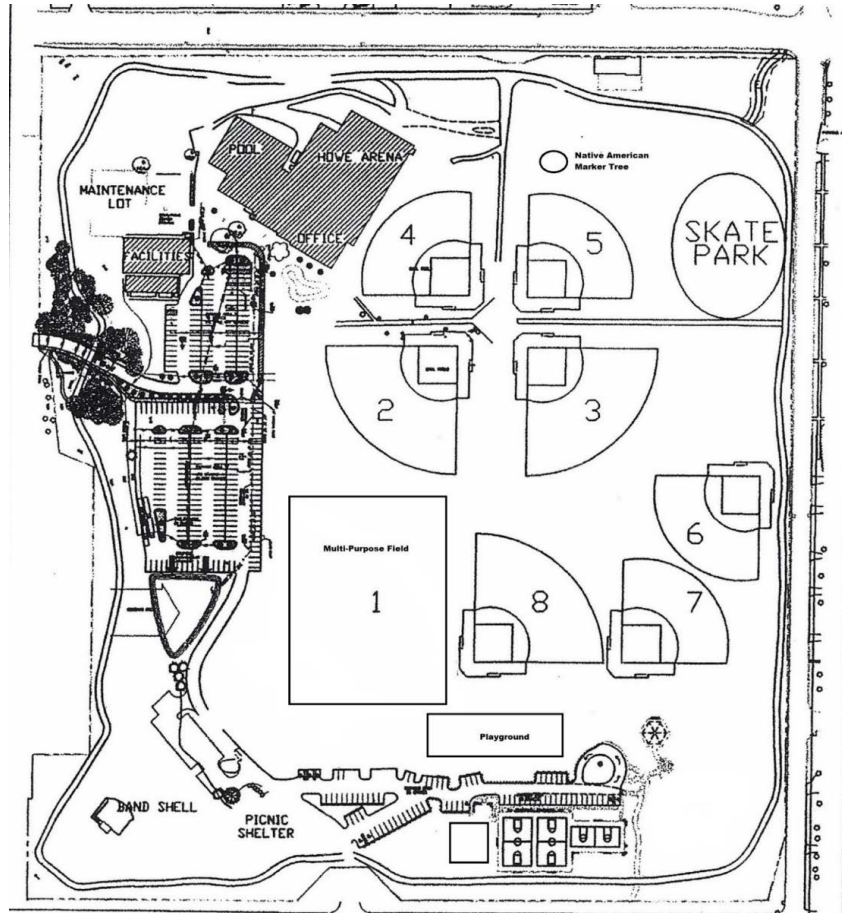 POOL
HOWE ARENA
Native American
Marker Tree
MAINTENANCE
LOT
OFFICE
4
5
SKATE
PARK
FACILITIES
2
3
6
Multi-Purpose Field
1
8
7
Playground
BAND SHELL
PICNIC
SHELTER